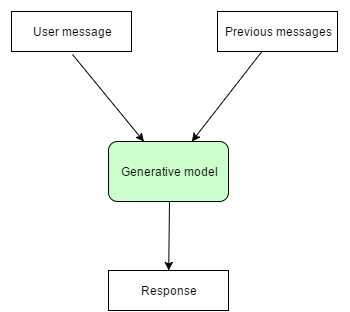 User message
Previous messages
Generative model
Response